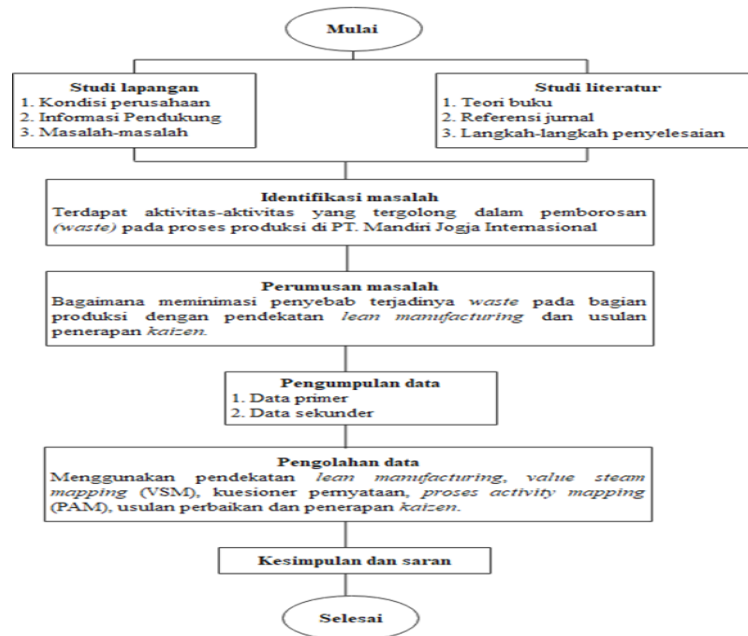 Mulai
Studi lapangan
1. Kondisi perusahaan
2. Informasi Pendukung
3. Masalah-masalah
Studi literatur
1. Teori buku
2. Referensi jurnal
3. Langkah-langkah penyelesaian
Identifikasi masalah
Terdapat aktivitas-aktivitas yang tergolong dalam pemborosan
(waste) pada proses produksi di PT. Mandiri Jogja Internasional
Perumusan masalah
Bagaimana meminimasi penyebab terjadinya waste pada bagian
produksi dengan pendekatan lean manufacturing dan usulan
penerapan kaizen.
Pengumpulan data
1. Data primer
2. Data sekunder
Pengolahan data
Menggunakan pendekatan lean manufacturing, value steam
mapping (VSM), kuesioner pernyataan, proses activity mapping
(PAM), usulan perbaikan dan penerapan kaizen.
Kesimpulan dan saran
Selesai